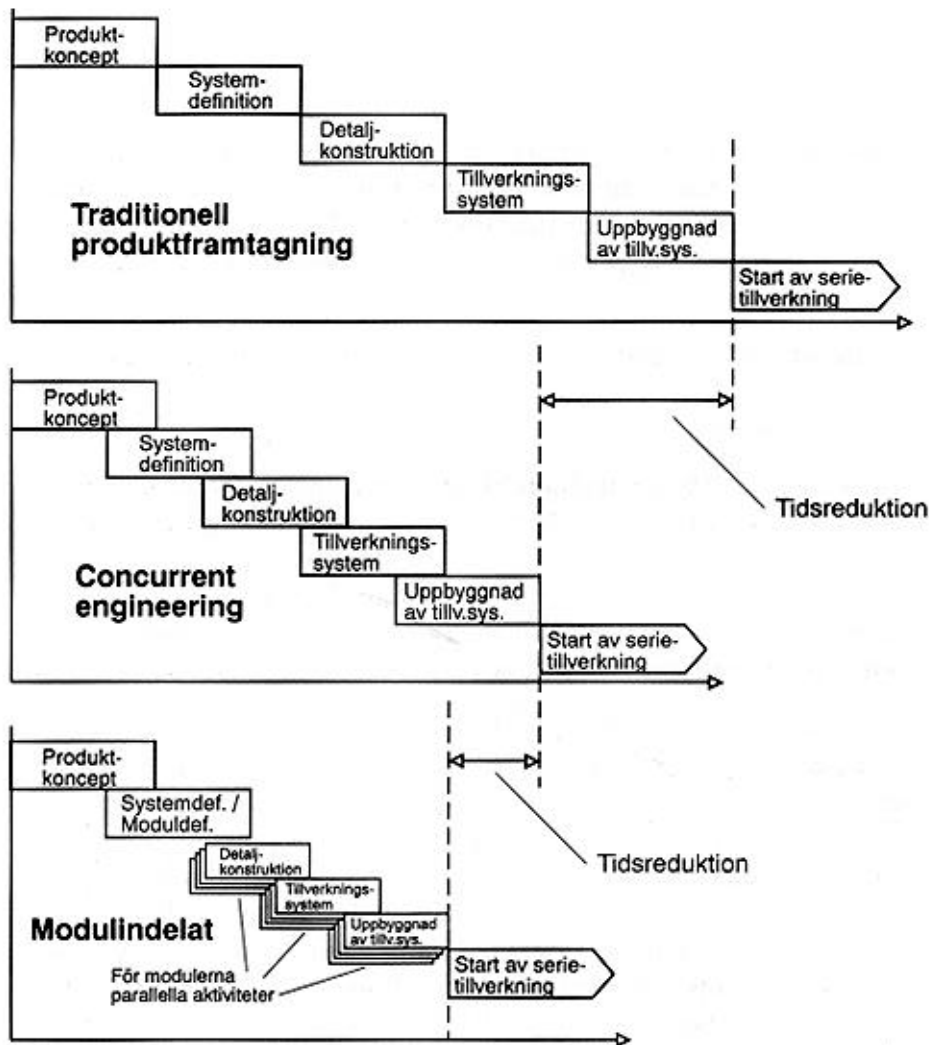 Produkt-
koncept
System-
definition
Detalj-
konstruktion
Tillverknings-
system
Traditionell
produktframtagning
Uppbyggnad
av tillv.sys.
Start av serie-
tillverkning
Produkt-
koncept
System-
definition
Detalj-
konstruktion
Tidsreduktion
Tillverknings-
system
Concurrent
engineering
Uppbyggnad
av tillv.sys.
Start av serie-
tillverkning
Produkt-
koncept
Systemdef. /
Moduldef.
Detalj-
konstruktion
Tidsreduktion
Tillverknings-
system
Modulindelat
Uppbyggnad
av tillv.sys.
För modulerna
parallella aktiviteter
Start av serie-
tillverkning